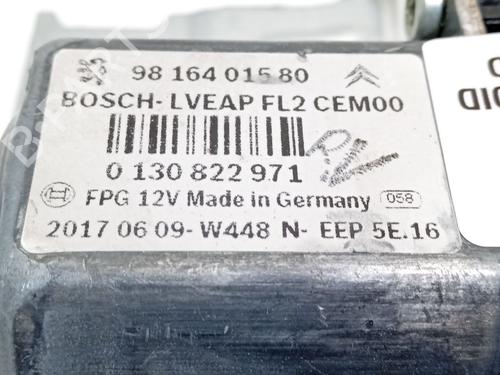 98 164 015 80
BOSCH-LVEAP FL2 CEM00
0 130 822 971
FPG 12V Made in Germany 058
2017 06 09-W448 N- EEP 5E.16